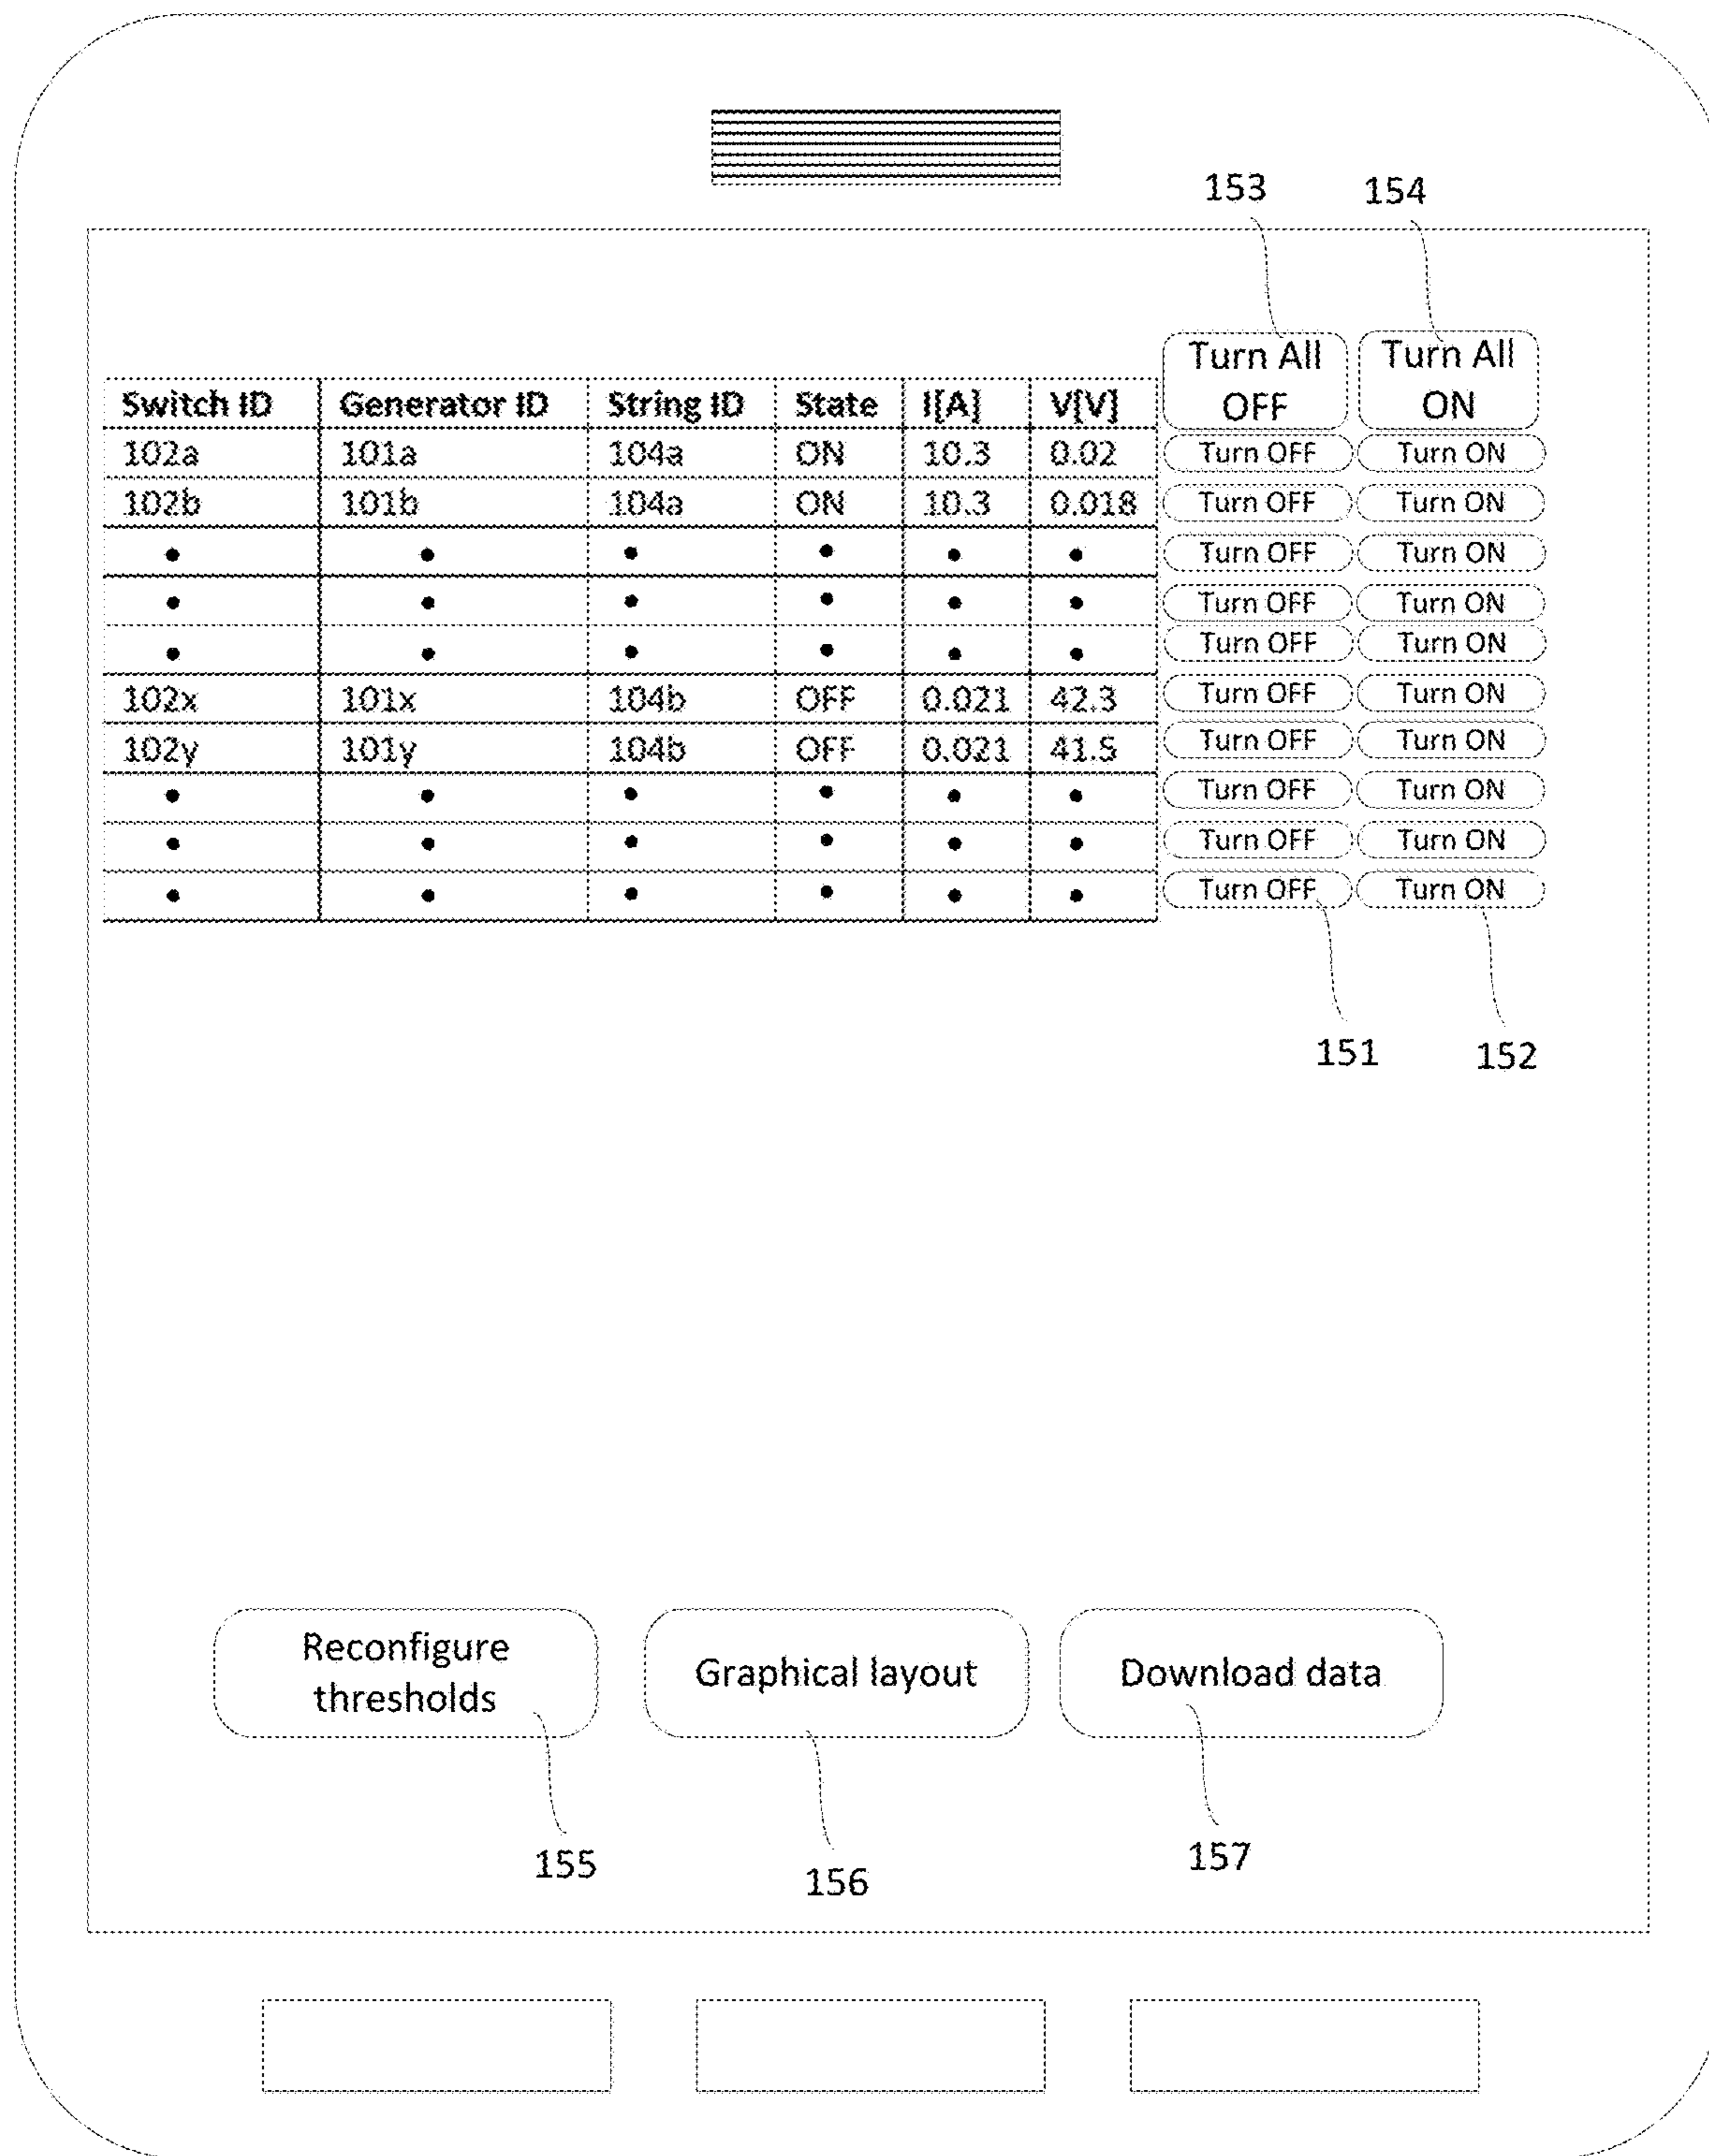 153 154
Turn All OFF Turn All ON
Switch ID Generator ID String ID State I[A] V[V]
102a 101a 104a ON 10.3 0.02 Turn OFF Turn ON
102b 101b 104a ON 10.3 0.018 Turn OFF Turn ON
• • • • • • Turn OFF Turn ON
• • • • • • Turn OFF Turn ON
• • • • • • Turn OFF Turn ON
102x 101x 104b OFF 0.021 42.3 Turn OFF Turn ON
102y 101y 104b OFF 0.021 41.5 Turn OFF Turn ON
• • • • • • Turn OFF Turn ON
• • • • • • Turn OFF Turn ON
• • • • • • Turn OFF Turn ON
151 152
Reconfigure
thresholds
Graphical layout
Download data
155 156 157